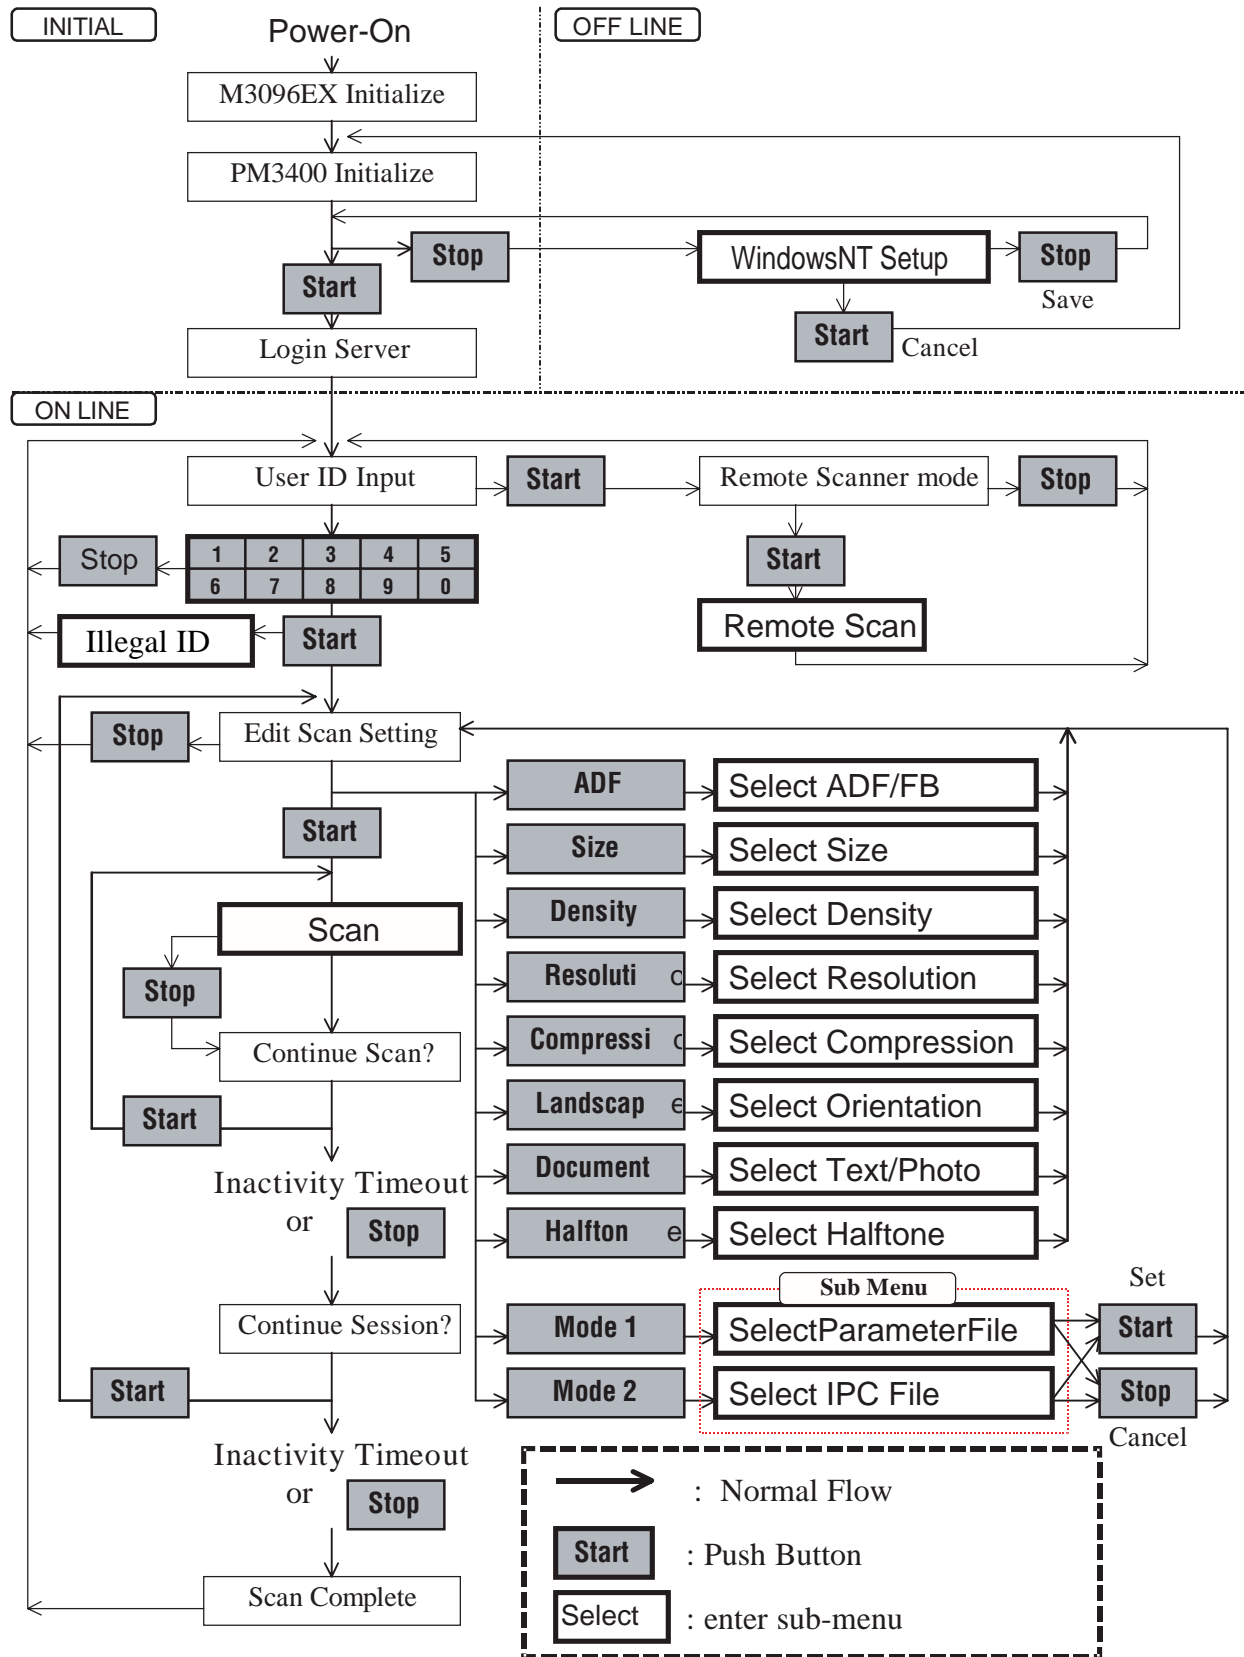 INITIAL
Power-On
OFF LINE
M3096EX Initialize
PM3400 Initialize
Stop
WindowsNT Setup
Stop
Start
Save
Start
Cancel
Login Server
ON LINE
User ID Input
Start
Remote Scanner mode
Stop
Stop
1 2 3 4 5
6 7 8 9 0
Start
Illegal ID
Start
Remote Scan
Stop
Edit Scan Setting
ADF
Select ADF/FB
Start
Size
Select Size
Scan
Density
Select Density
Stop
Resoluti o
Select Resolution
Continue Scan?
Compressi o
Select Compression
Start
Landscap e
Select Orientation
Inactivity Timeout
or
Stop
Document
Select Text/Photo
Halfton e
Select Halftone
Sub Menu
Set
Continue Session?
Mode 1
SelectParameterFile
Start
Start
Mode 2
Select IPC File
Stop
Cancel
Inactivity Timeout
or
Stop
: Normal Flow
Start
: Push Button
Scan Complete
Select
: enter sub-menu